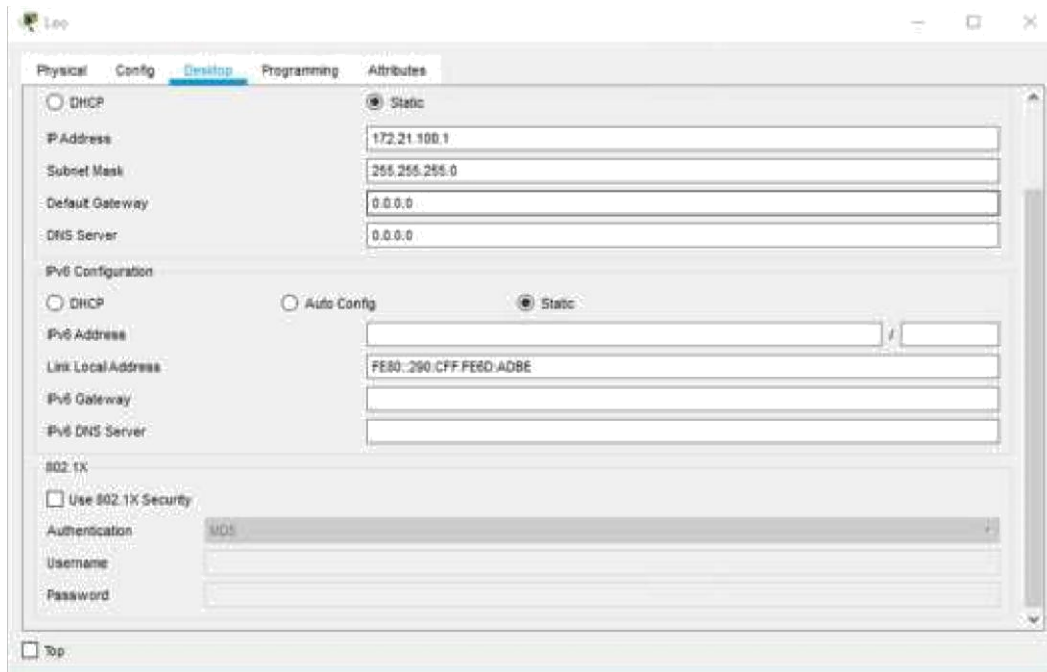 Leo
Physical Config Desktop Programming Attributes
DHCP Static
IP Address 172.21.100.1
Subnet Mask 255.255.255.0
Default Gateway 0.0.0.0
DNS Server 0.0.0.0
IPv6 Configuration
DHCP Auto Config Static
IPv6 Address /
Link Local Address FE80::290:CFF:FE6D:ADBE
IPv6 Gateway
IPv6 DNS Server
802.1X
Use 802.1X Security
Authentication MD5
Username
Password
Top